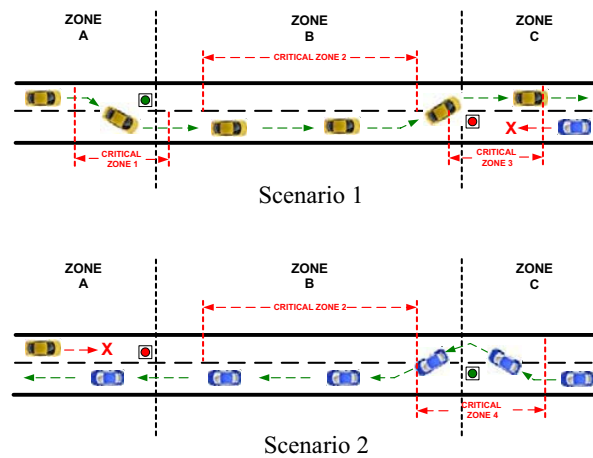 ZONE
A
ZONE
B
ZONE
C
CRITICAL ZONE 2
X
CRITICAL
ZONE 1
CRITICAL
ZONE 3
Scenario 1
ZONE
A
ZONE
B
ZONE
C
CRITICAL ZONE 2
X
CRITICAL
ZONE 4
Scenario 2